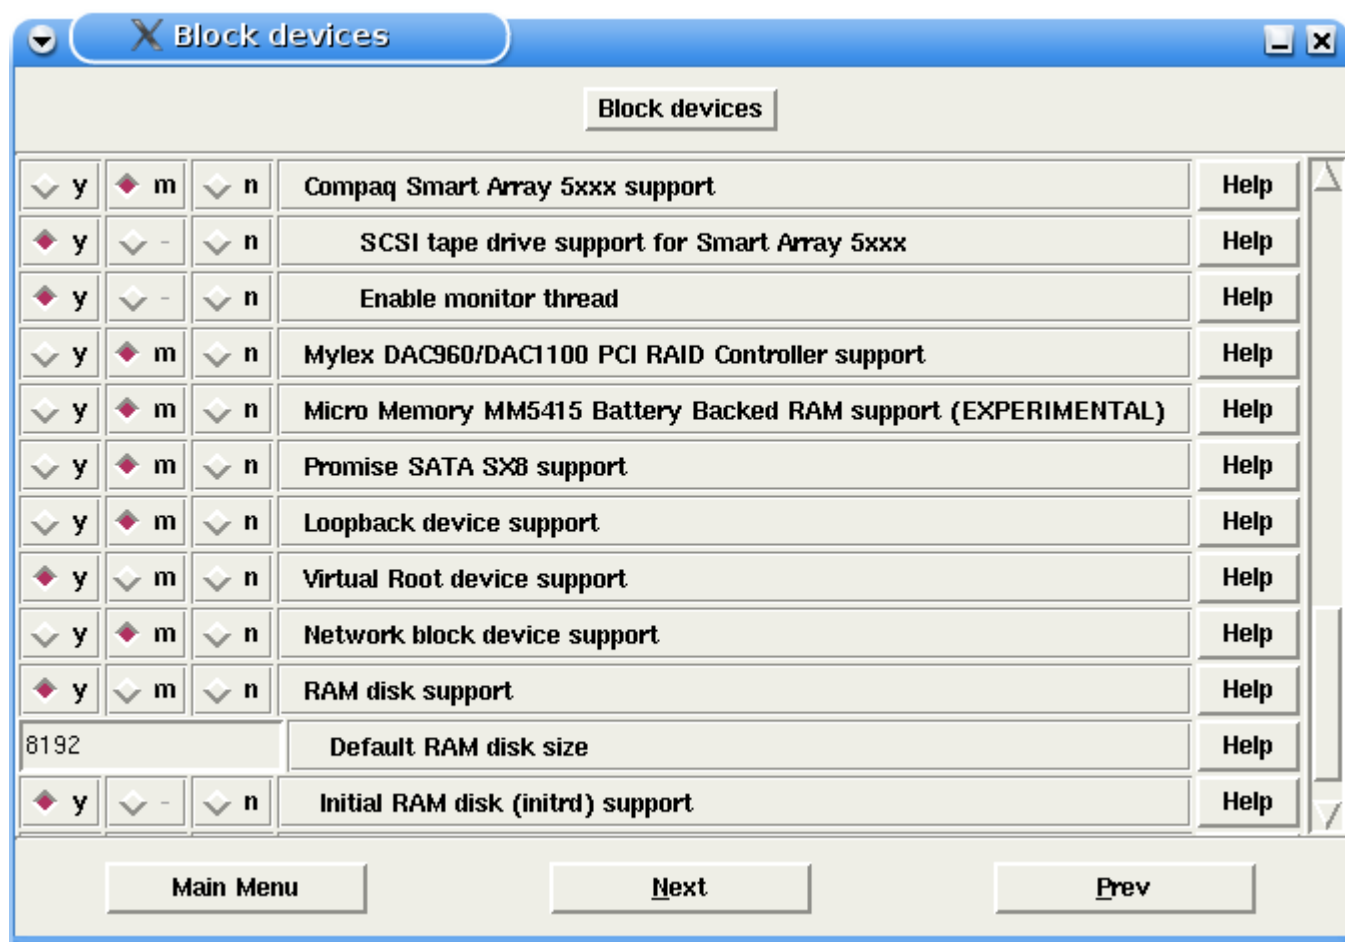 Block devices
Block devices
y m n Compaq Smart Array 5xxx support Help
y - n SCSI tape drive support for Smart Array 5xxx Help
y - n Enable monitor thread Help
y m n Mylex DAC960/DAC1100 PCI RAID Controller support Help
y m n Micro Memory MM5415 Battery Backed RAM support (EXPERIMENTAL) Help
y m n Promise SATA SX8 support Help
y m n Loopback device support Help
y m n Virtual Root device support Help
y m n Network block device support Help
y m n RAM disk support Help
8192 Default RAM disk size Help
y - n Initial RAM disk (initrd) support Help
Main Menu Next Prev